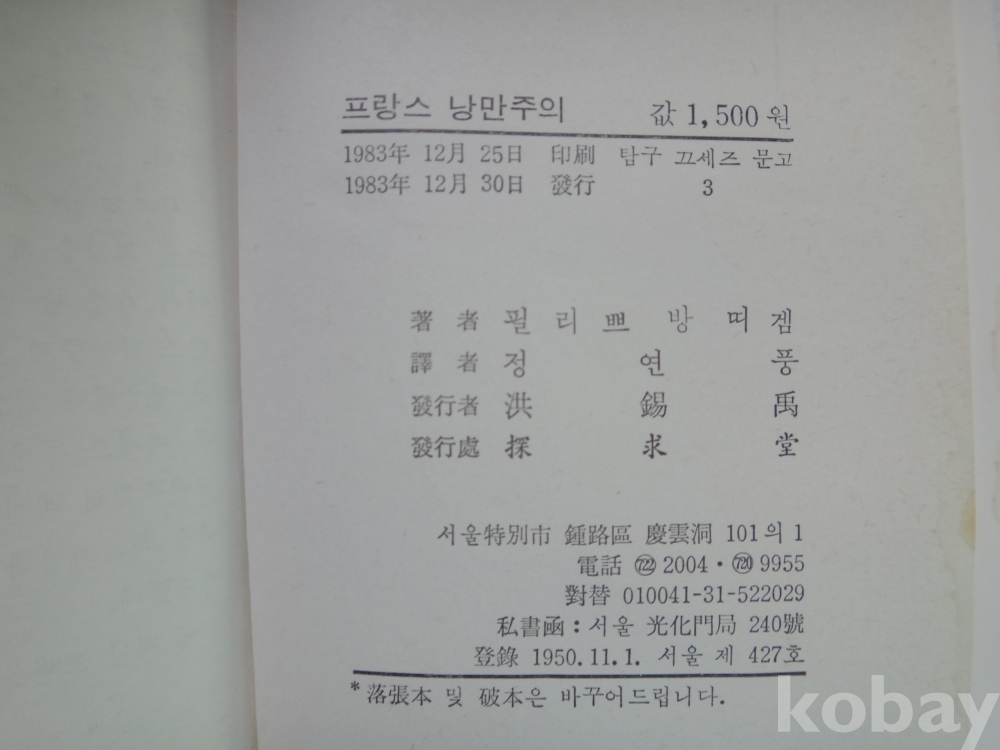 프랑스 낭만주의 값 1,500원
1983年 12月 25日 印刷 탐구 끄세즈 문고
1983年 12月 30日 發行 3
著者 필리쁘 방띠겜
譯者 정연풍
發行者 洪錫禹
發行處 探求堂
서울特別市 鍾路區 慶雲洞 101의 1
電話 722 2004 · 720 9955
對替 010041-31-522029
私書函 : 서울 光化門局 240號
登錄 1950.11.1. 서울 제 427호
* 落張本 및 破本은 바꾸어드립니다.
kobay